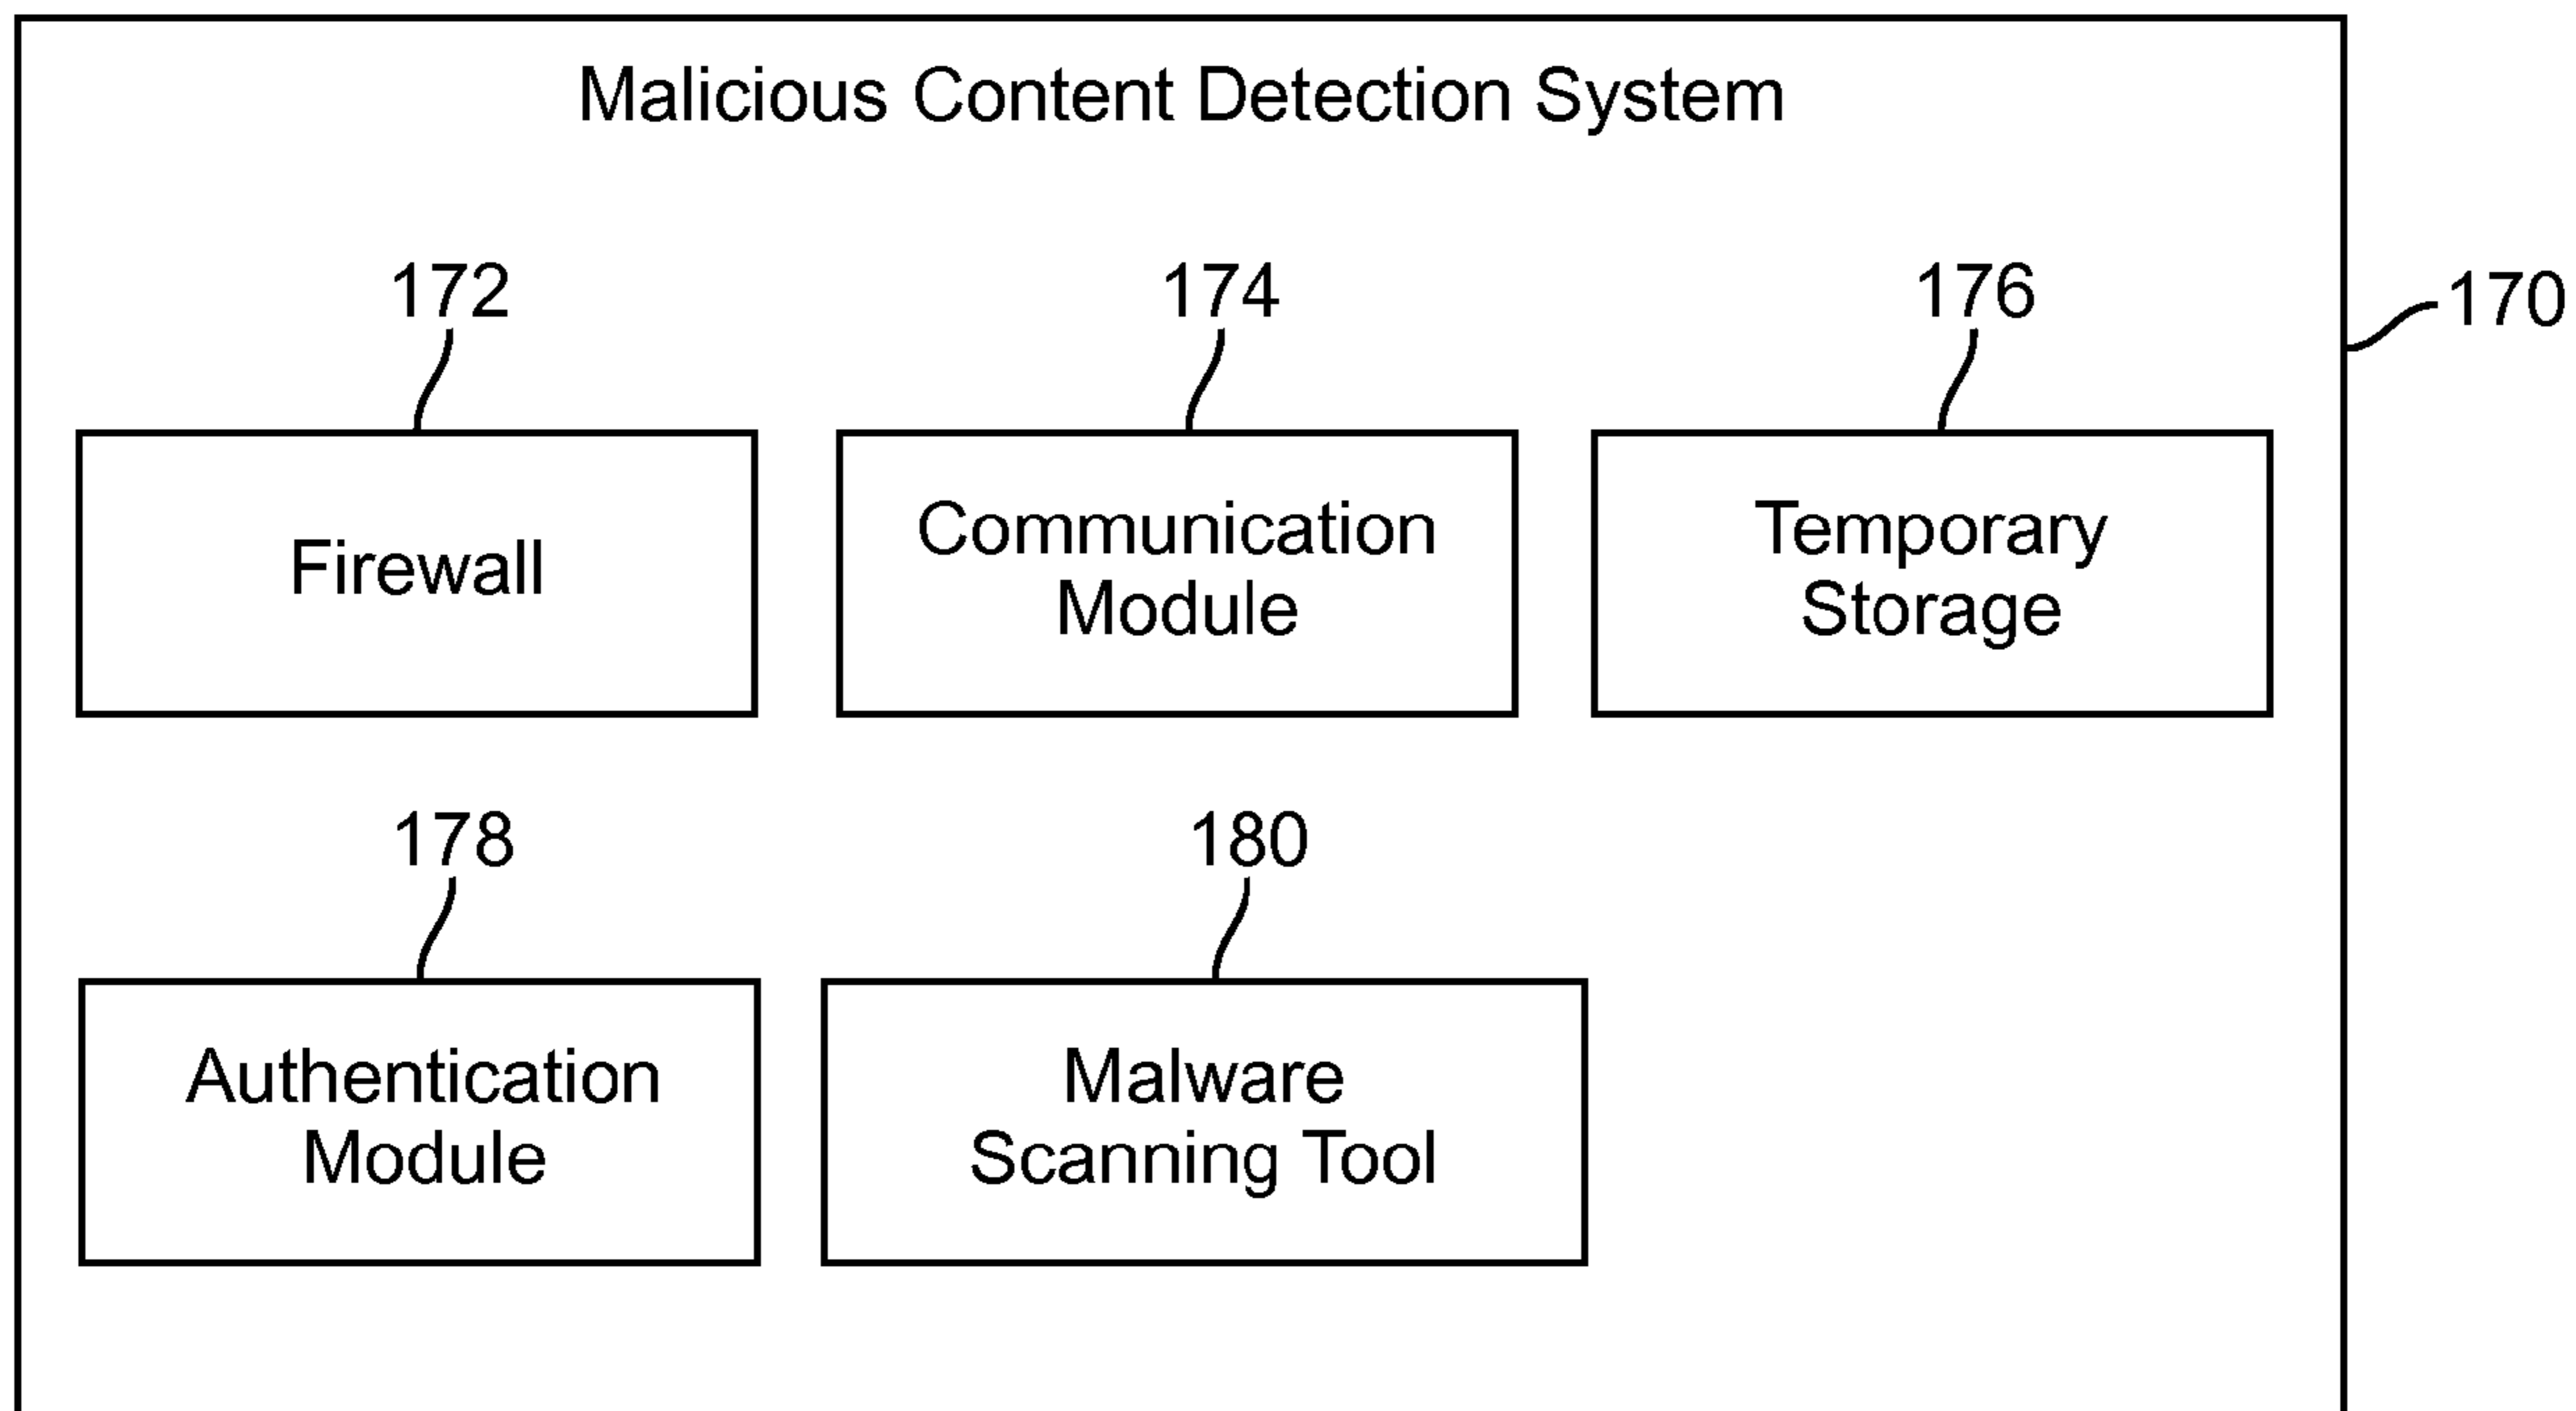 Malicious Content Detection System
172
174
176
170
Firewall
Communication
Module
Temporary
Storage
178
180
Authentication
Module
Malware
Scanning Tool